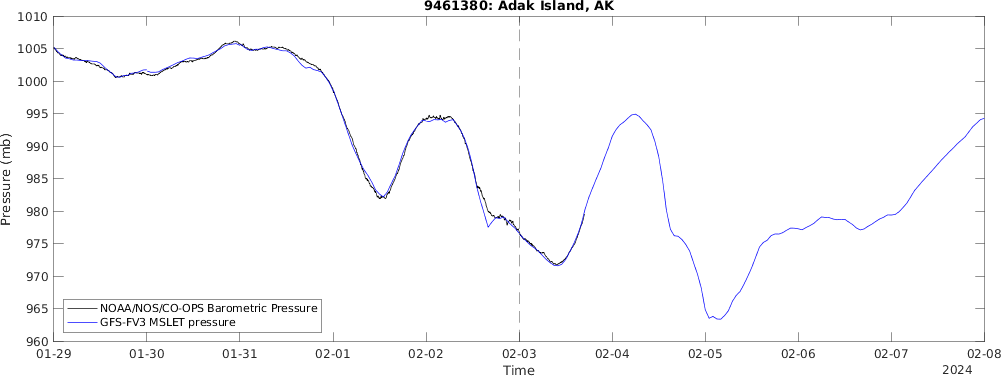 9461380: Adak Island, AK
1010
1005
1000
995
990
985
980
975
970
965
960
Pressure (mb)
NOAA/NOS/CO-OPS Barometric Pressure
GFS-FV3 MSLET pressure
01-29 01-30 01-31 02-01 02-02 02-03 02-04 02-05 02-06 02-07 02-08
Time
2024